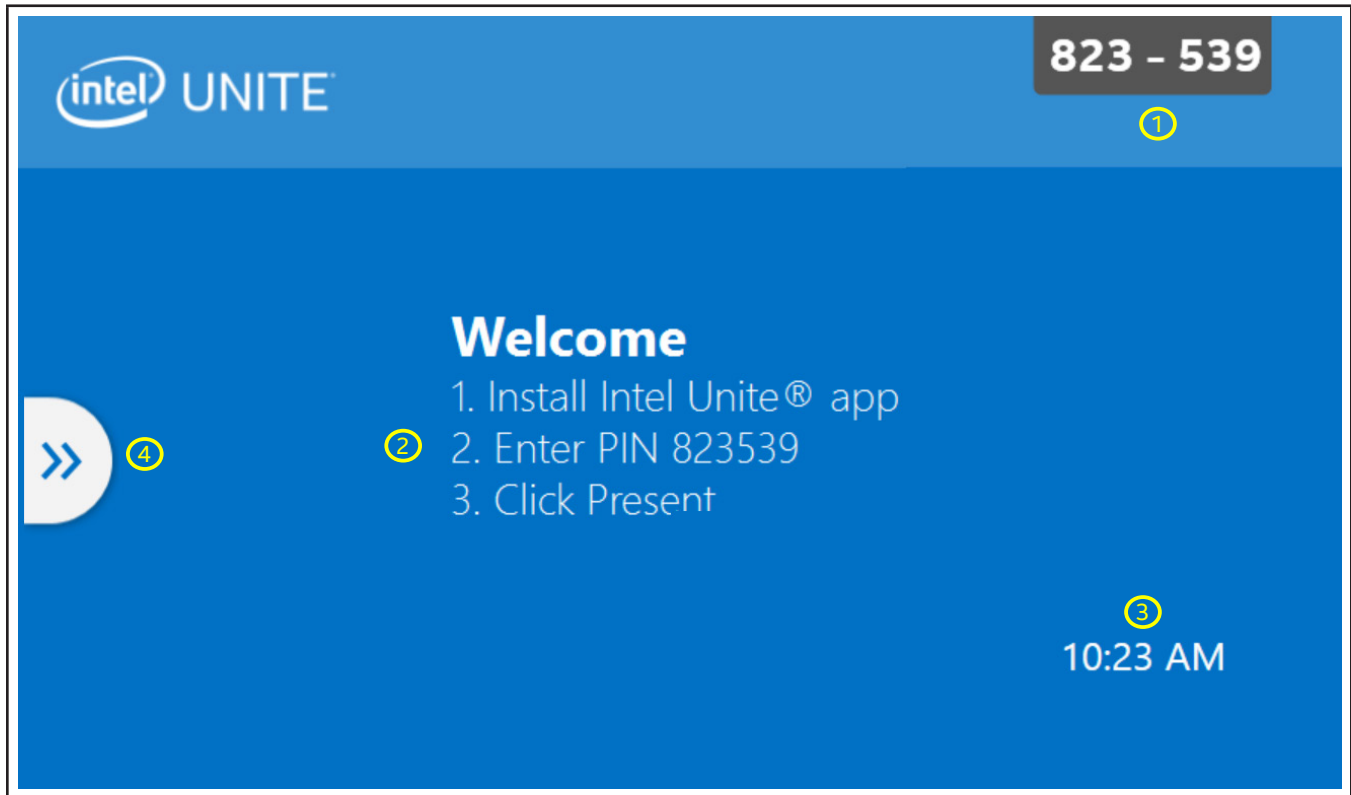 intel UNITE
823 – 539
1
Welcome
1. Install Intel Unite® app
2
2. Enter PIN 823539
4
3. Click Present
3
10:23 AM